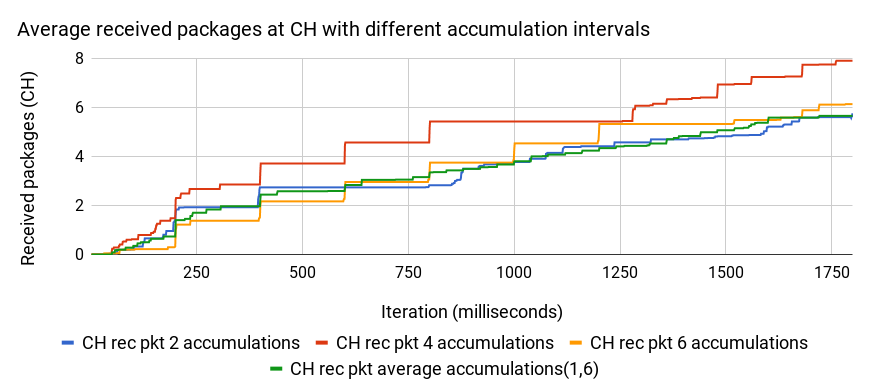 Average received packages at CH with different accumulation intervals
Received packages (CH)
8
6
4
2
0
250 500 750 1000 1250 1500 1750
Iteration (milliseconds)
CH rec pkt 2 accumulations CH rec pkt 4 accumulations CH rec pkt 6 accumulations
CH rec pkt average accumulations(1,6)